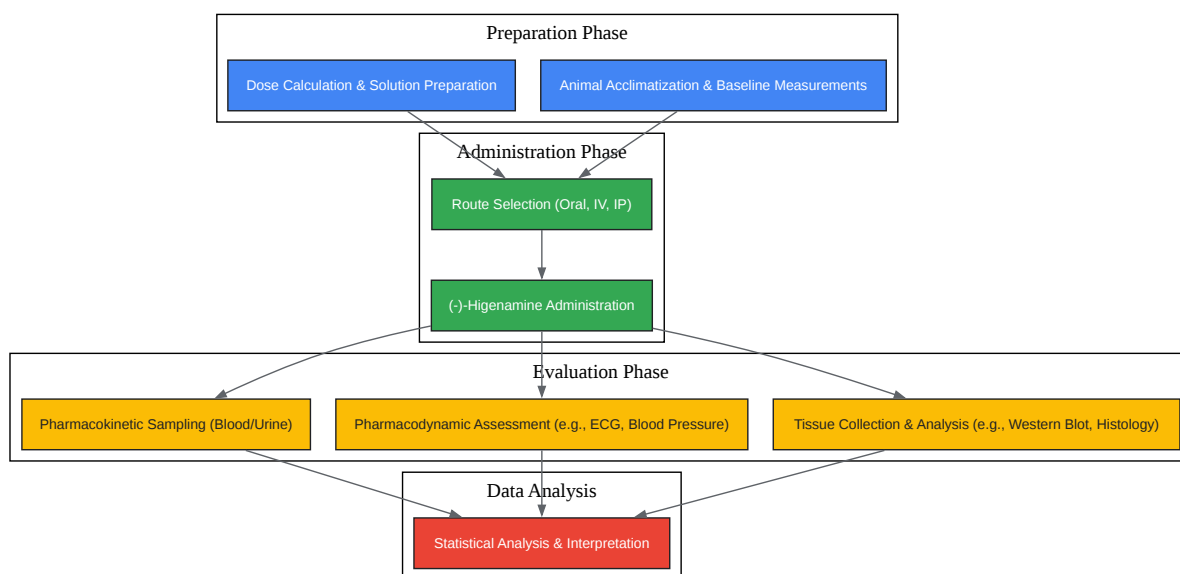 Preparation Phase
Dose Calculation & Solution Preparation
Animal Acclimatization & Baseline Measurements
Administration Phase
Route Selection (Oral, IV, IP)
(-)-Higenamine Administration
Evaluation Phase
Pharmacokinetic Sampling (Blood/Urine)
Pharmacodynamic Assessment (e.g., ECG, Blood Pressure)
Tissue Collection & Analysis (e.g., Western Blot, Histology)
Data Analysis
Statistical Analysis & Interpretation